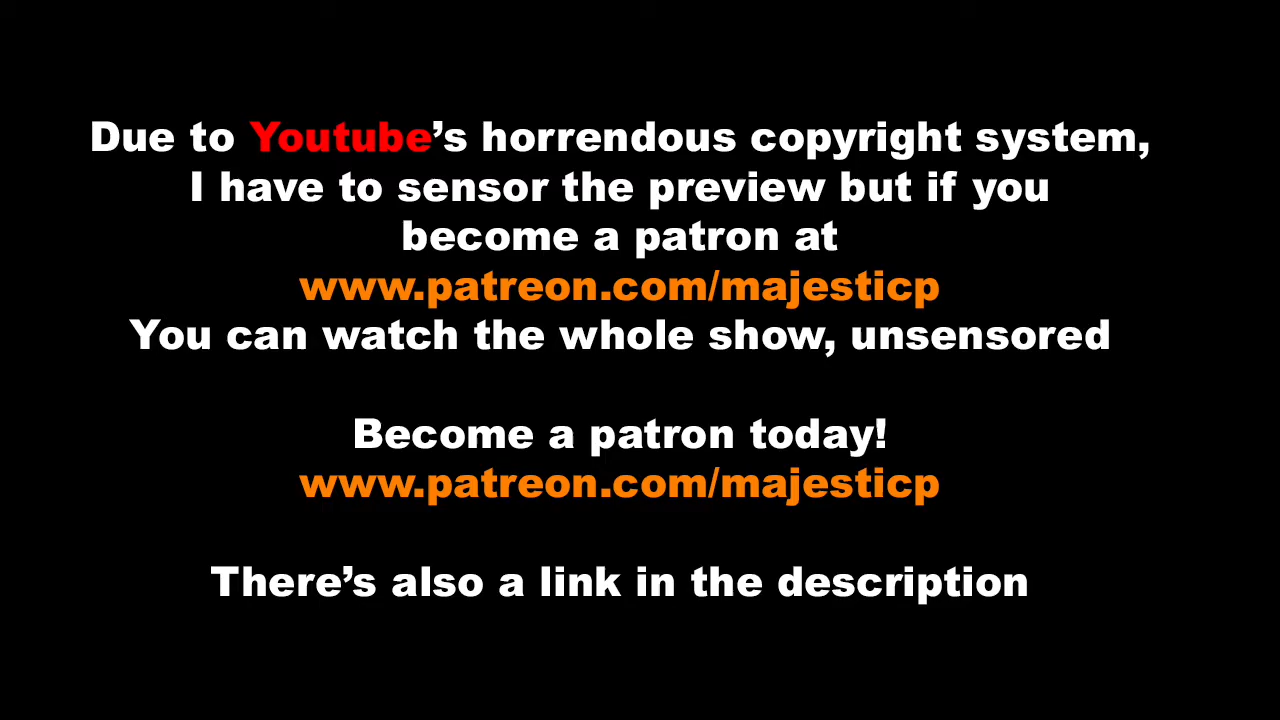 Due to Youtube’s horrendous copyright system,
I have to sensor the preview but if you
become a patron at
www.patreon.com/majesticp
You can watch the whole show, unsensored
Become a patron today!
www.patreon.com/majesticp
There’s also a link in the description